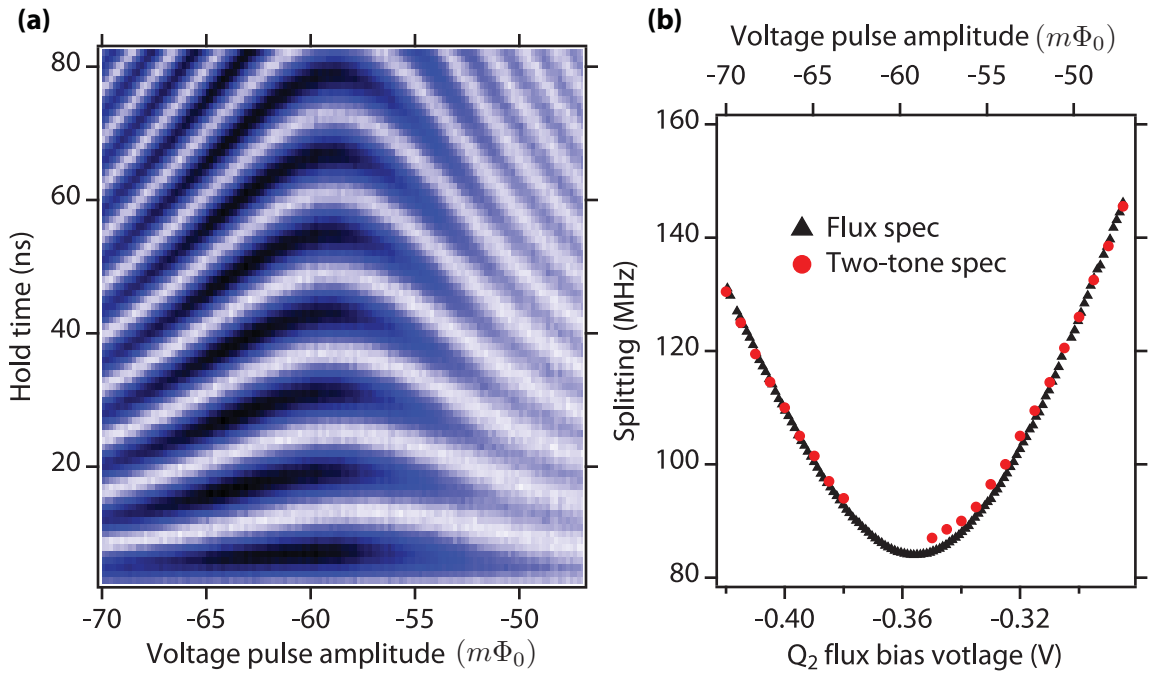 (a)
Hold time (ns)
80
60
40
20
-70
-65
-60
-55
-50
Voltage pulse amplitude (mΦ0)
(b)
Voltage pulse amplitude (mΦ0)
-70
-65
-60
-55
-50
Splitting (MHz)
160
140
120
100
80
Flux spec
Two-tone spec
-0.40
-0.36
-0.32
Q2 flux bias votlage (V)